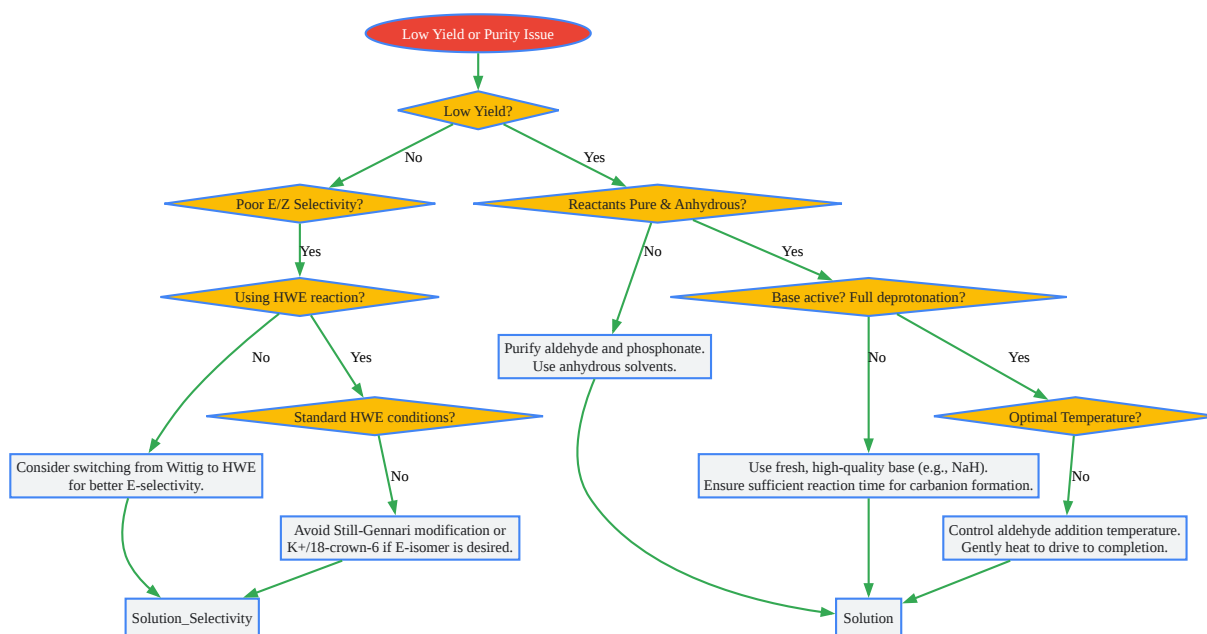 Low Yield or Purity Issue
Low Yield?
No
Yes
Poor E/Z Selectivity?
Reactants Pure & Anhydrous?
Yes
No
Yes
Using HWE reaction?
Base active? Full deprotonation?
No
Yes
Purify aldehyde and phosphonate.
Use anhydrous solvents.
No
Yes
Standard HWE conditions?
Optimal Temperature?
Consider switching from Wittig to HWE
for better E-selectivity.
No
Use fresh, high-quality base (e.g., NaH).
Ensure sufficient reaction time for carbanion formation.
No
Avoid Still-Gennari modification or
K+/18-crown-6 if E-isomer is desired.
Control aldehyde addition temperature.
Gently heat to drive to completion.
Solution_Selectivity
Solution